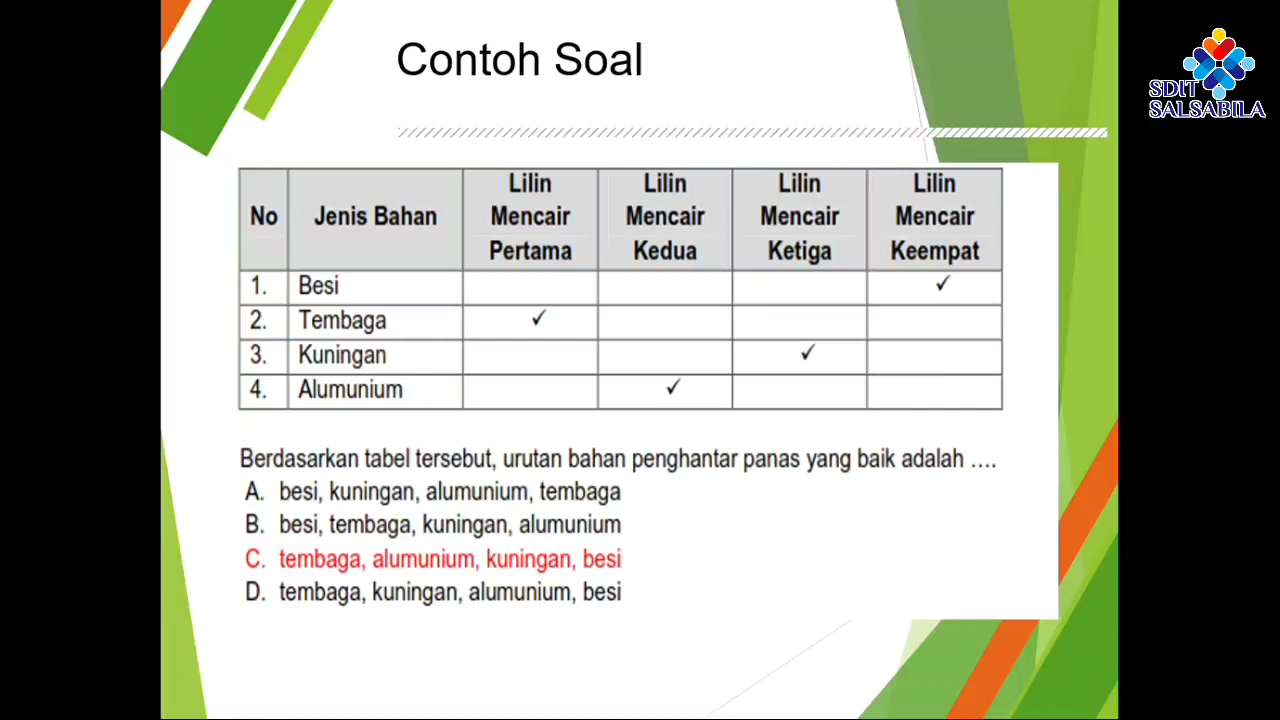 Contoh Soal
SDIT
SALSABILA
No Jenis Bahan Lilin Mencair Pertama Lilin Mencair Kedua Lilin Mencair Ketiga Lilin Mencair Keempat
1. Besi ✓
2. Tembaga ✓
3. Kuningan ✓
4. Alumunium ✓
Berdasarkan tabel tersebut, urutan bahan penghantar panas yang baik adalah ….
A. besi, kuningan, alumunium, tembaga
B. besi, tembaga, kuningan, alumunium
C. tembaga, alumunium, kuningan, besi
D. tembaga, kuningan, alumunium, besi